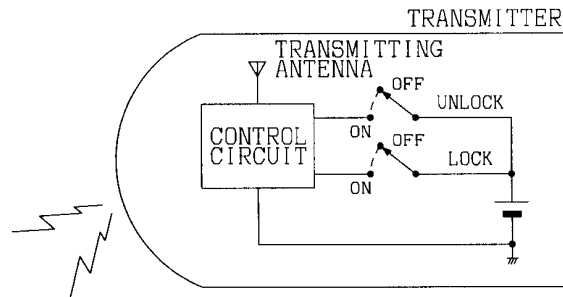 TRANSMITTER
TRANSMITTING
ANTENNA
OFF
UNLOCK
ON
OFF
CONTROL
CIRCUIT
LOCK
ON